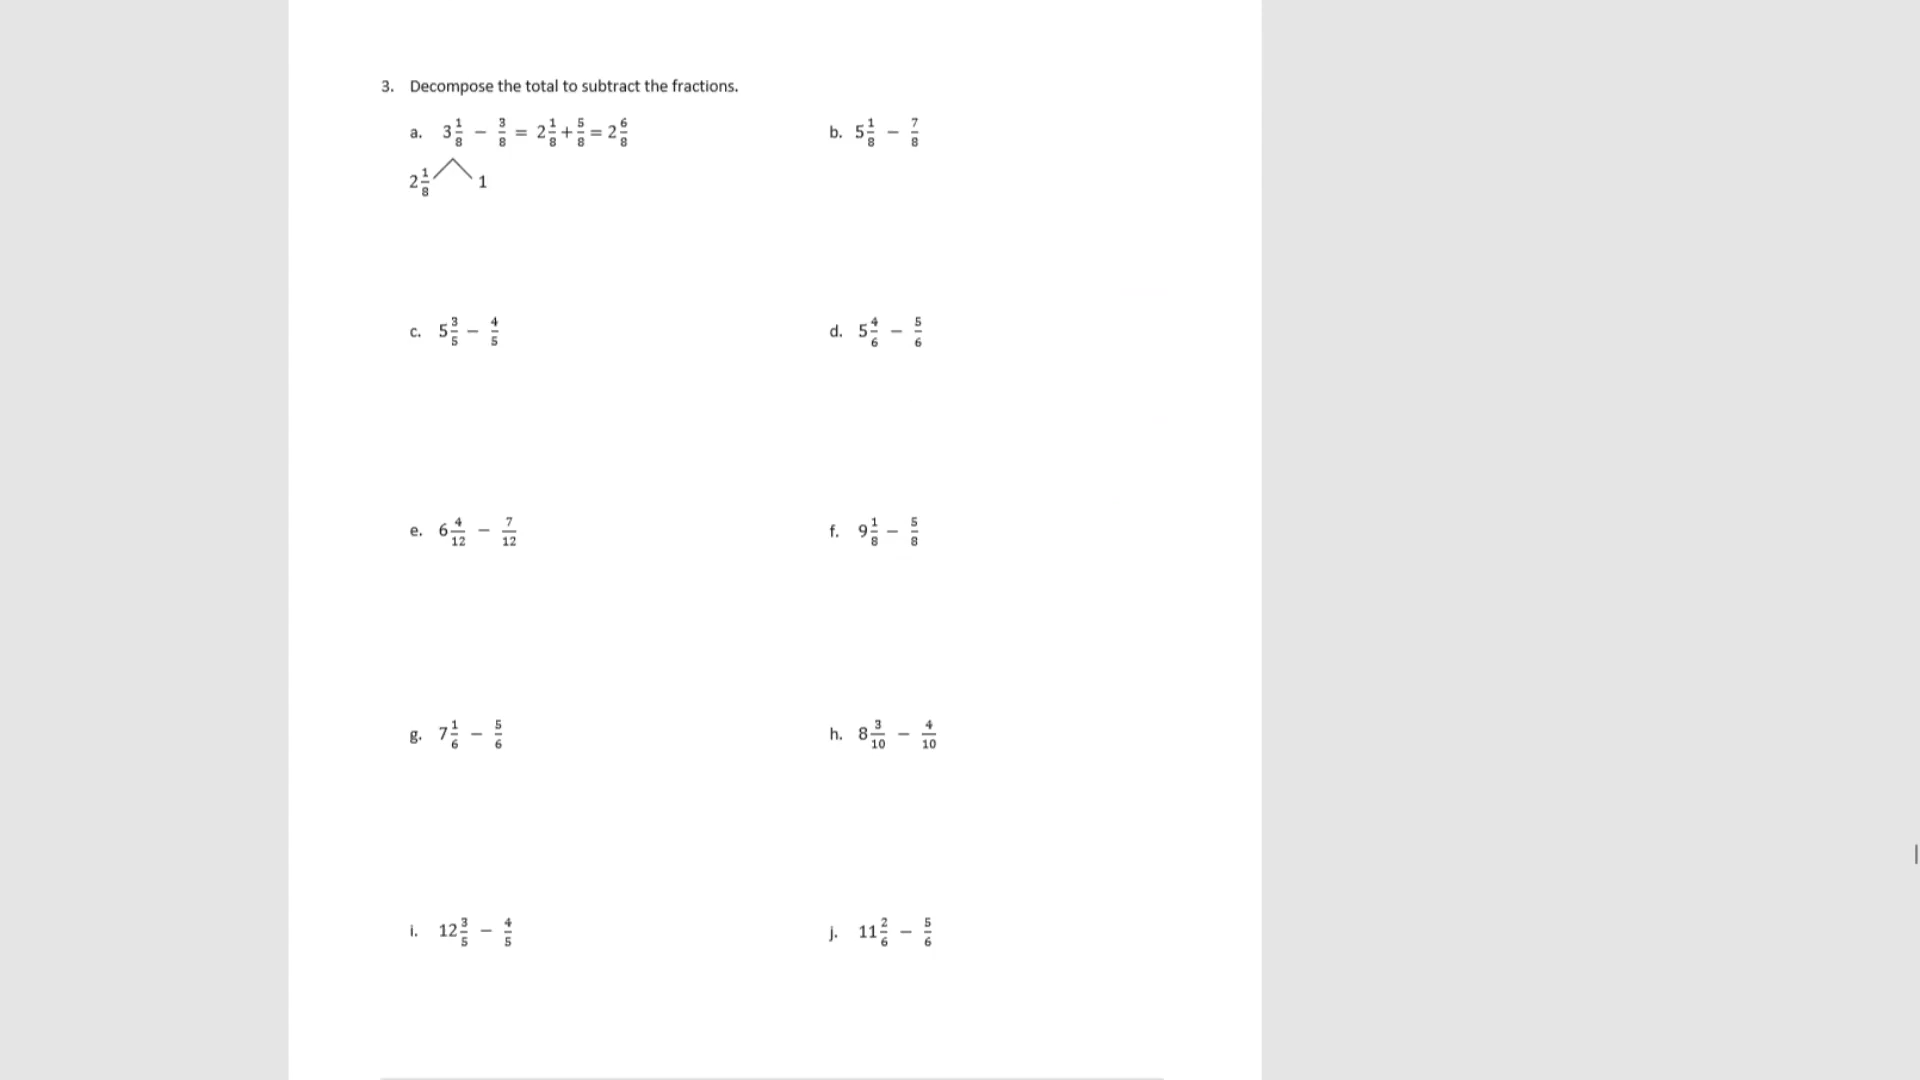 3. Decompose the total to subtract the fractions.
a. 3 1/8 − 3/8 = 2 1/8 + 5/8 = 2 6/8
2 1/8 1
b. 5 1/8 − 7/8
c. 5 3/5 − 4/5
d. 5 4/6 − 5/6
e. 6 4/12 − 7/12
f. 9 1/8 − 5/8
g. 7 1/6 − 5/6
h. 8 3/10 − 4/10
i. 12 3/5 − 4/5
j. 11 2/6 − 5/6